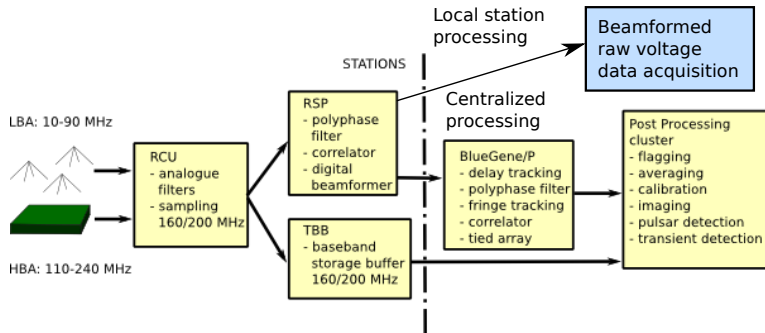 Local station
processing
Beamformed
raw voltage
data acquisition
STATIONS
LBA: 10-90 MHz
RCU
- analogue
filters
- sampling
160/200 MHz
HBA: 110-240 MHz
RSP
- polyphase
filter
- correlator
- digital
beamformer
TBB
- baseband
storage buffer
160/200 MHz
Centralized
processing
BlueGene/P
- delay tracking
- polyphase filter
- fringe tracking
- correlator
- tied array
Post Processing
cluster
- flagging
- averaging
- calibration
- imaging
- pulsar detection
- transient detection